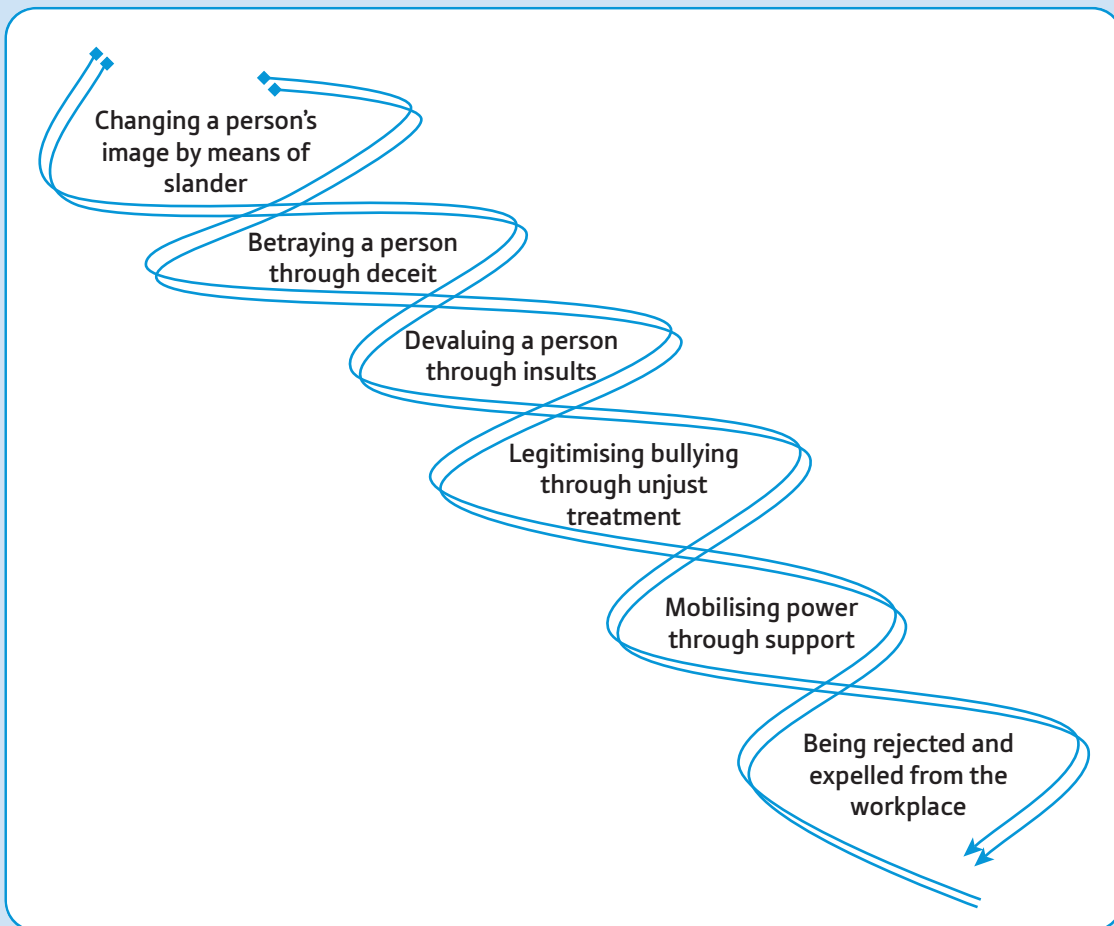 Changing a person’s
image by means of
slander
Betraying a person
through deceit
Devaluing a person
through insults
Legitimising bullying
through unjust
treatment
Mobilising power
through support
Being rejected and
expelled from the
workplace